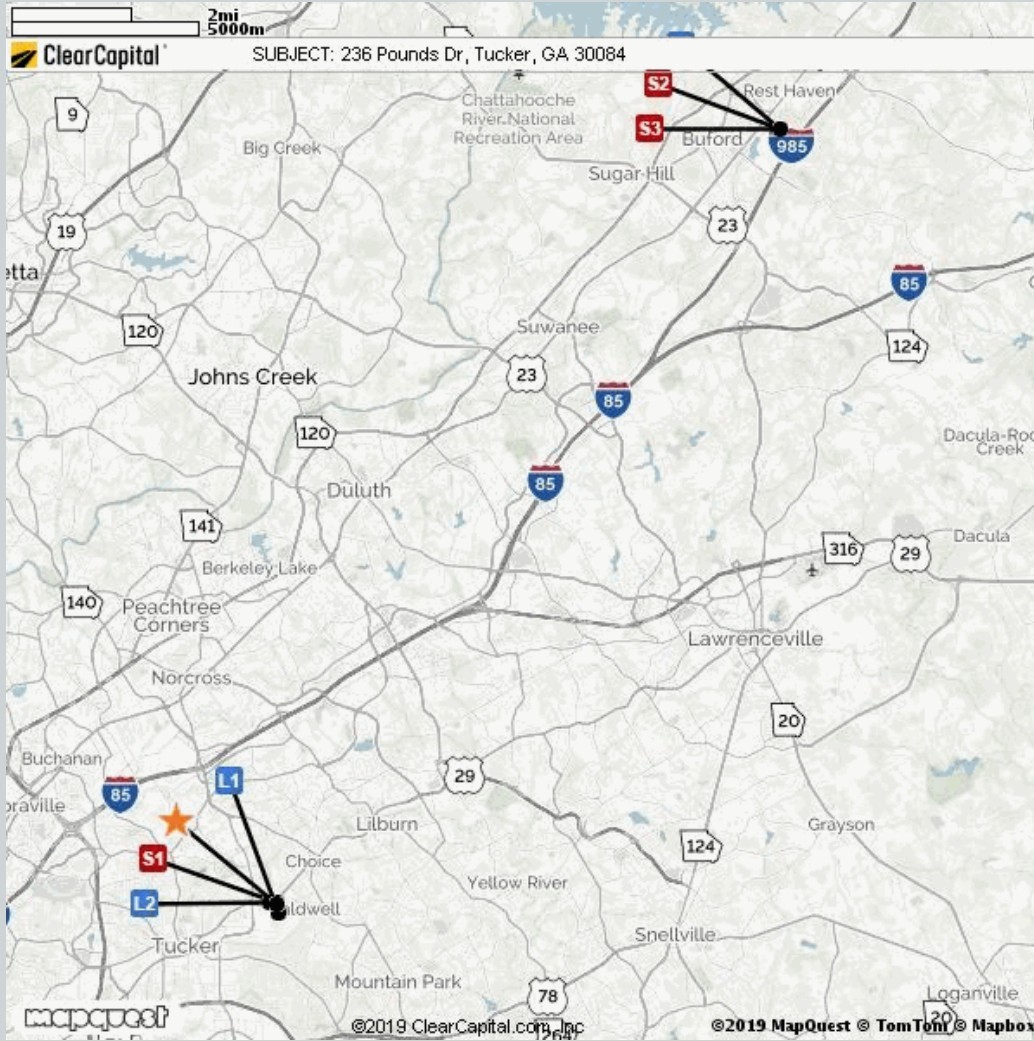 2mi
5000m
ClearCapital
SUBJECT: 236 Pounds Dr, Tucker, GA 30084
S2
Rest Haven
9
Chattahooche
River National
Recreation Area
S3
Buford
985
Big Creek
Sugar Hill
19
23
etta
85
120
Suwanee
124
Johns Creek
23
85
120
Dacula-Roc
Creek
Duluth
85
141
316
29
Dacula
Berkeley Lake
140
Peachtree
Corners
Lawrenceville
Norcross
20
Buchanan
L1
29
85
oraville
Lilburn
Grayson
S1
Choice
124
Yellow River
L2
aldwell
Tucker
Snellville
Mountain Park
78
Loganville
mapquest
©2019 ClearCapital.com, Inc
264
©2019 MapQuest © TomTom © Mapbox
20